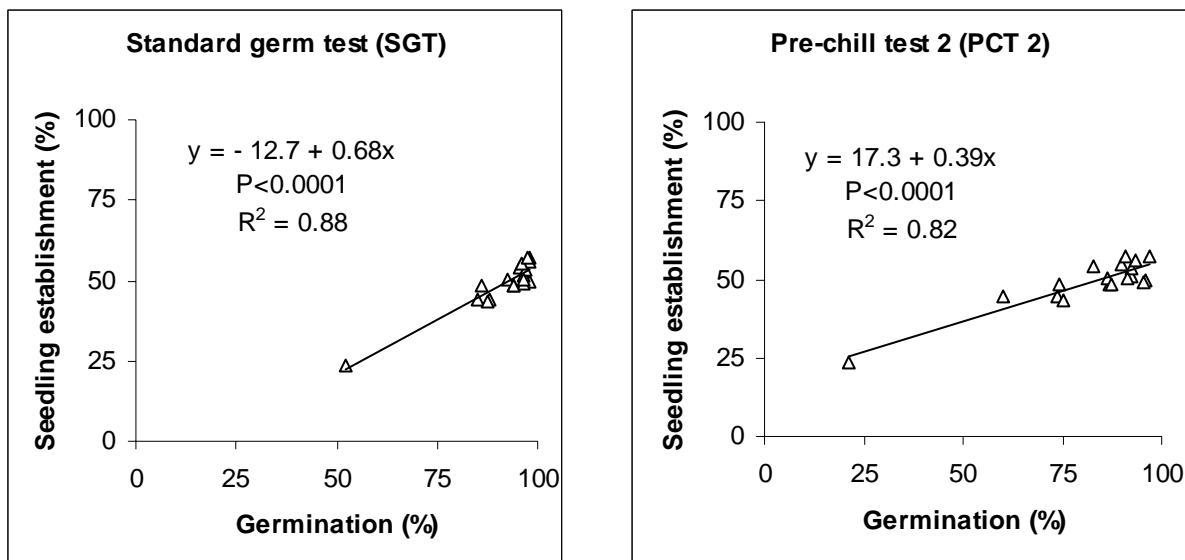 Standard germ test (SGT)
y = - 12.7 + 0.68x
P<0.0001
R² = 0.88
Seedling establishment (%)
100
75
50
25
0
0 25 50 75 100
Germination (%)
Pre-chill test 2 (PCT 2)
y = 17.3 + 0.39x
P<0.0001
R² = 0.82
Seedling establishment (%)
100
75
50
25
0
0 25 50 75 100
Germination (%)